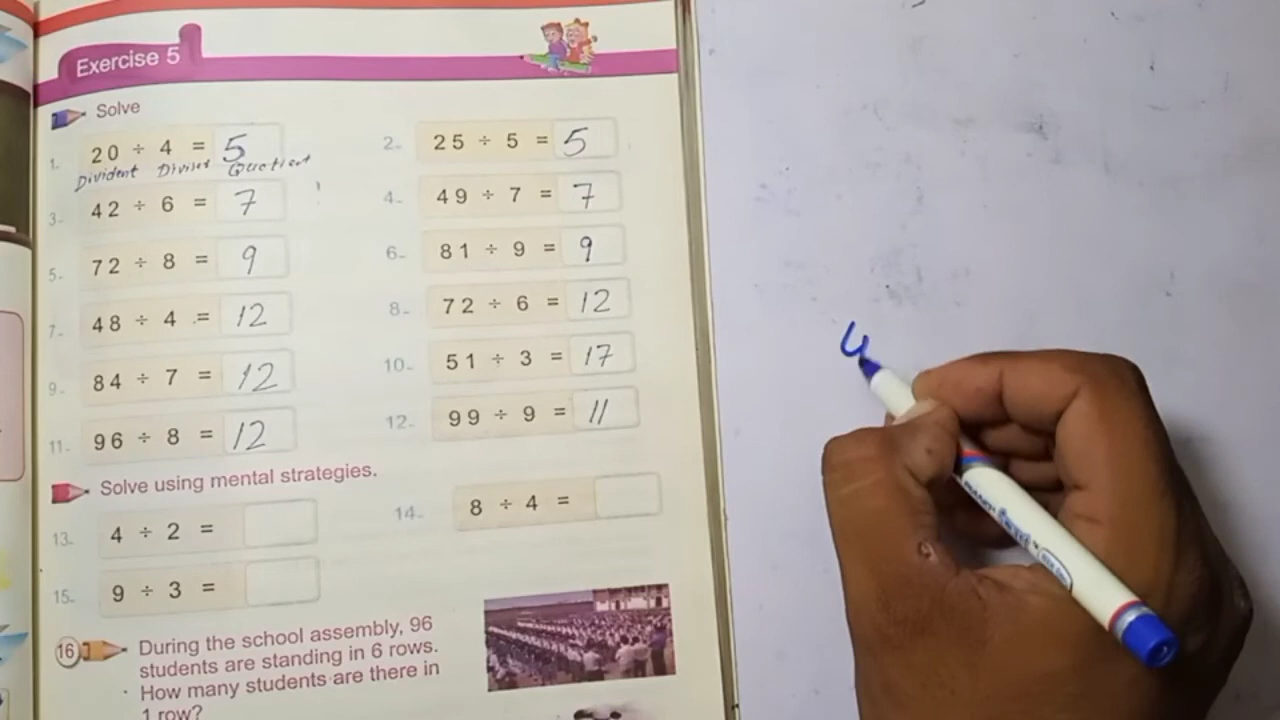 Exercise 5
Solve
1. 20 ÷ 4 = 5
Divident Divisor Quotient
2. 25 ÷ 5 = 5
3. 42 ÷ 6 = 7
4. 49 ÷ 7 = 7
5. 72 ÷ 8 = 9
6. 81 ÷ 9 = 9
7. 48 ÷ 4 = 12
8. 72 ÷ 6 = 12
9. 84 ÷ 7 = 12
10. 51 ÷ 3 = 17
11. 96 ÷ 8 = 12
12. 99 ÷ 9 = 11
Solve using mental strategies.
13. 4 ÷ 2 =
14. 8 ÷ 4 =
15. 9 ÷ 3 =
16 During the school assembly, 96
students are standing in 6 rows.
How many students are there in
1 row?